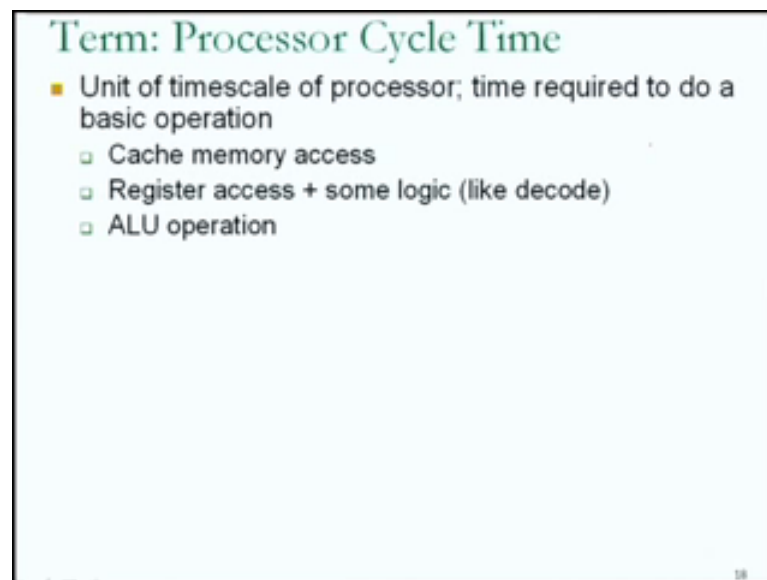 Term: Processor Cycle Time
Unit of timescale of processor; time required to do a
basic operation
Cache memory access
Register access + some logic (like decode)
ALU operation
18